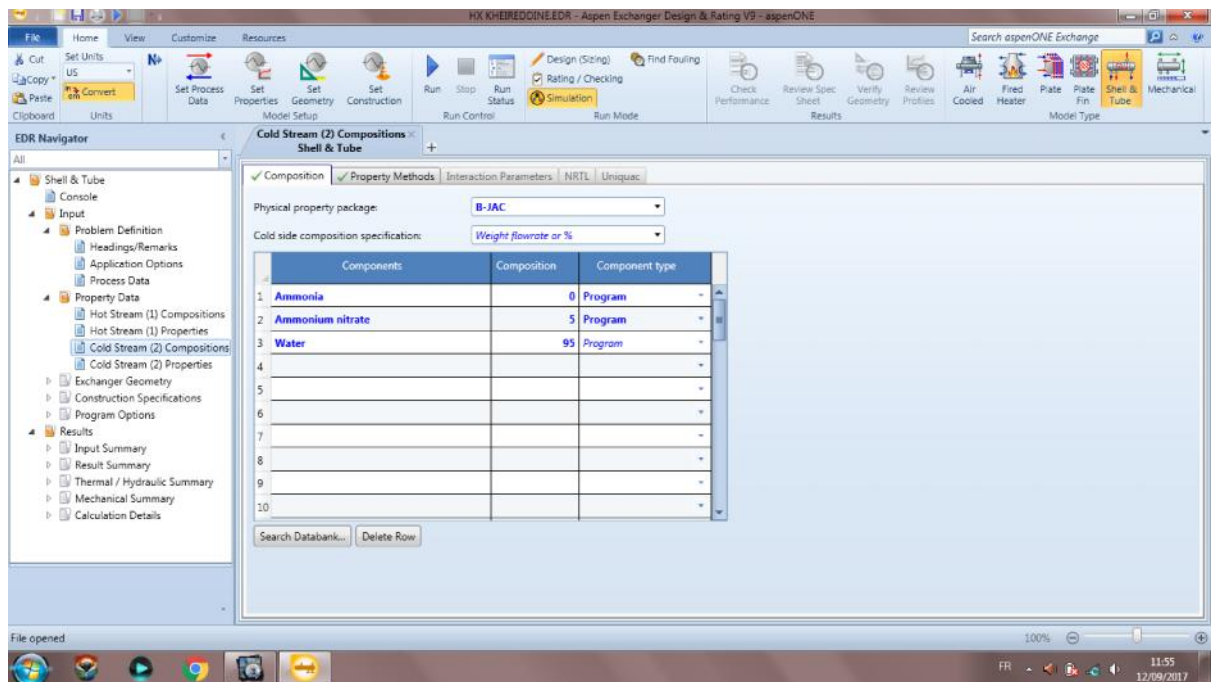 HX KHEIREDDINE.EDR - Aspen Exchanger Design & Rating V9 - aspenONE
File Home View Customize Resources
Search aspenONE Exchange
Cut
Copy
Paste
Clipboard
Set Units
US
Convert
Units
Set Process Data
Set Properties
Set Geometry
Set Construction
Model Setup
Run
Stop
Run Status
Run Control
Design (Sizing)
Rating / Checking
Simulation
Find Fouling
Run Mode
Check Performance
Review Spec Sheet
Verify Geometry
Review Profiles
Results
Air Cooled
Fired Heater
Plate
Plate Fin
Shell & Tube
Mechanical
Model Type
EDR Navigator
All
Shell & Tube
Console
Input
Problem Definition
Headings/Remarks
Application Options
Process Data
Property Data
Hot Stream (1) Compositions
Hot Stream (1) Properties
Cold Stream (2) Compositions
Cold Stream (2) Properties
Exchanger Geometry
Construction Specifications
Program Options
Results
Input Summary
Result Summary
Thermal / Hydraulic Summary
Mechanical Summary
Calculation Details
Cold Stream (2) Compositions
Shell & Tube
+
Composition Property Methods Interaction Parameters NRTL Uniquac
Physical property package: B-JAC
Cold side composition specification: Weight flowrate or %
Components Composition Component type
1 Ammonia 0 Program
2 Ammonium nitrate 5 Program
3 Water 95 Program
4
5
6
7
8
9
10
Search Databank... Delete Row
File opened
100%
FR
11:55
12/09/2017